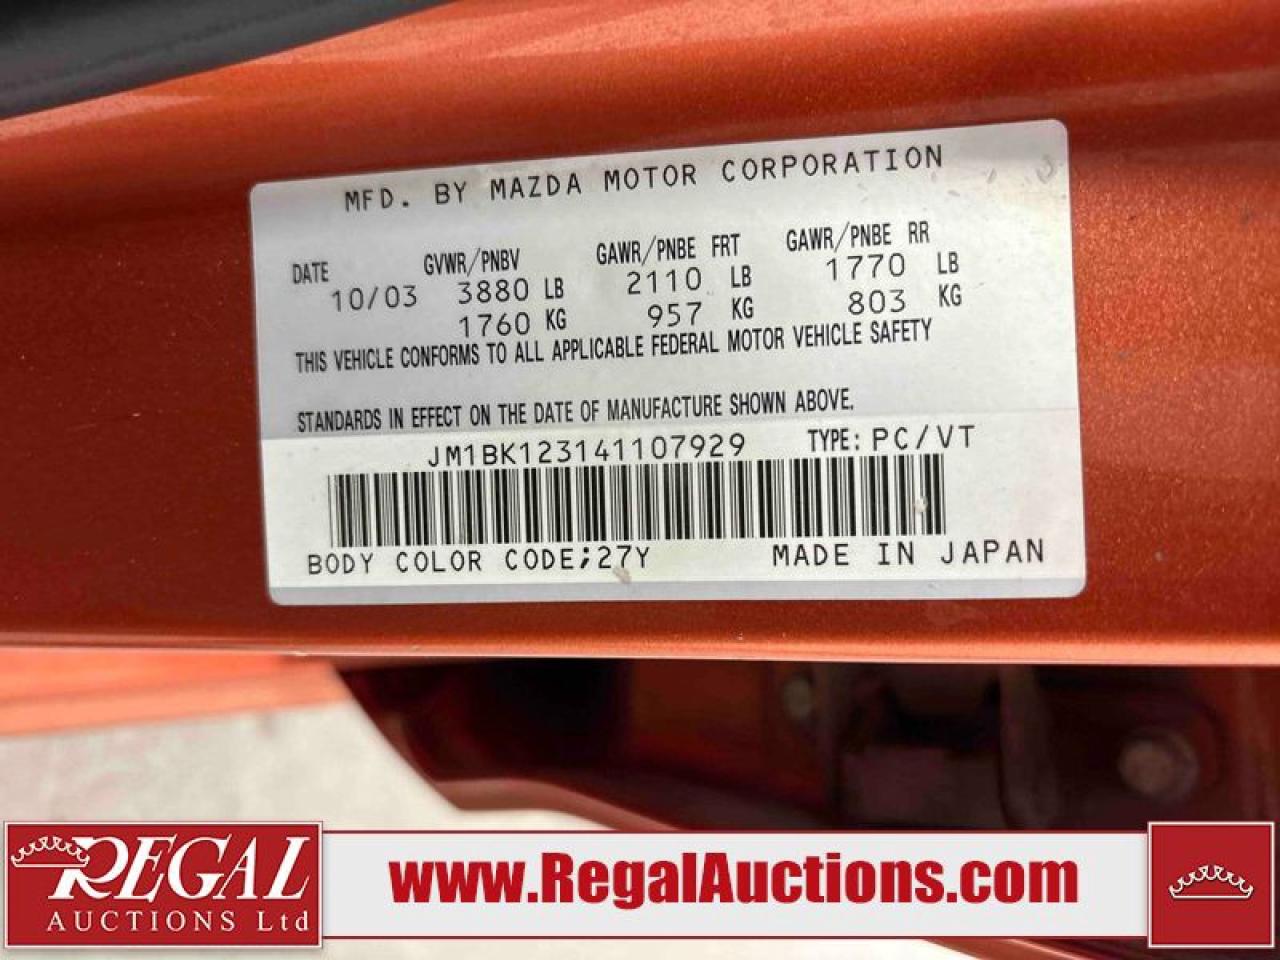 MFD. BY MAZDA MOTOR CORPORATION
DATE GVWR/PNBV GAWR/PNBE FRT GAWR/PNBE RR
10/03 3880 LB 2110 LB 1770 LB
1760 KG 957 KG 803 KG
THIS VEHICLE CONFORMS TO ALL APPLICABLE FEDERAL MOTOR VEHICLE SAFETY
STANDARDS IN EFFECT ON THE DATE OF MANUFACTURE SHOWN ABOVE.
JM1BK123141107929 TYPE: PC/VT
BODY COLOR CODE;27Y MADE IN JAPAN
REGAL
AUCTIONS Ltd
www.RegalAuctions.com